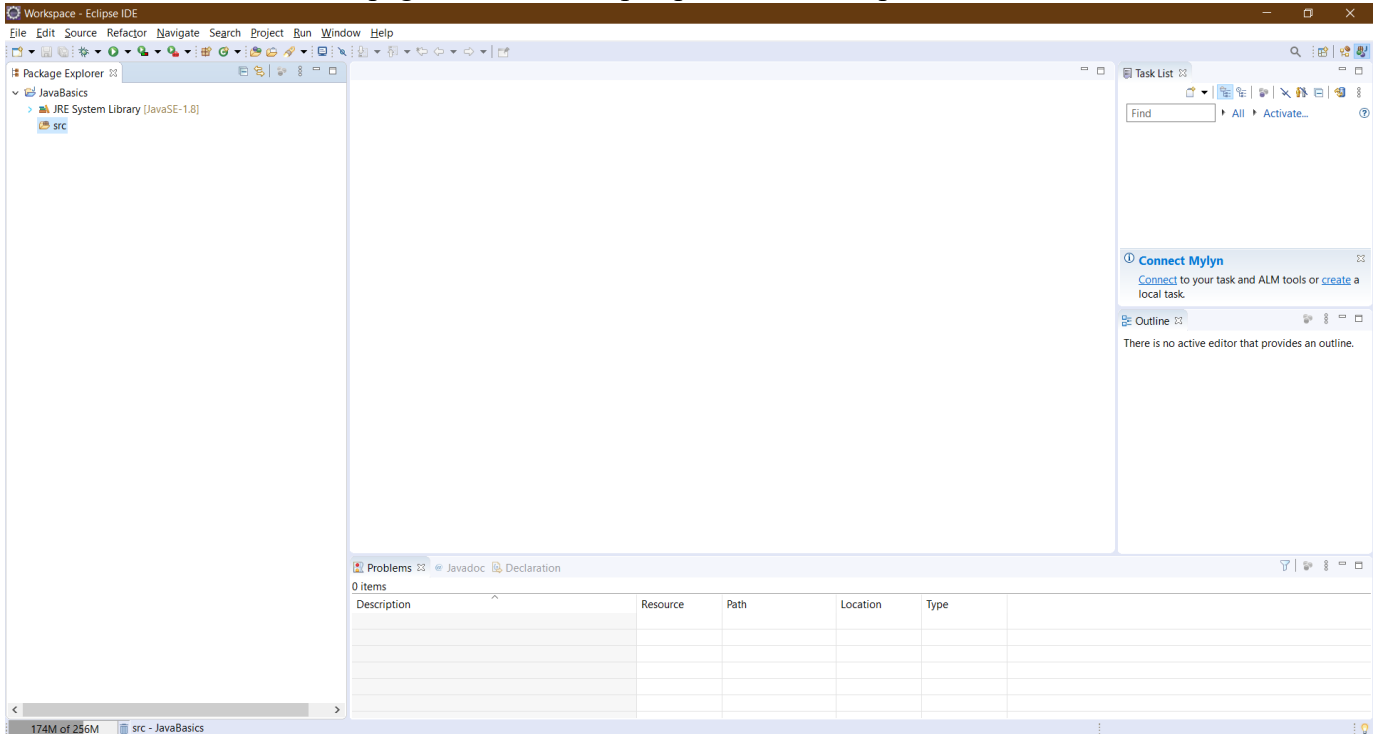 Workspace - Eclipse IDE
File Edit Source Refactor Navigate Search Project Run Window Help
Package Explorer
JavaBasics
JRE System Library [JavaSE-1.8]
src
Task List
Find All Activate...
Connect Mylyn
Connect to your task and ALM tools or create a
local task.
Outline
There is no active editor that provides an outline.
Problems Javadoc Declaration
0 items
Description Resource Path Location Type
174M of 256M src - JavaBasics